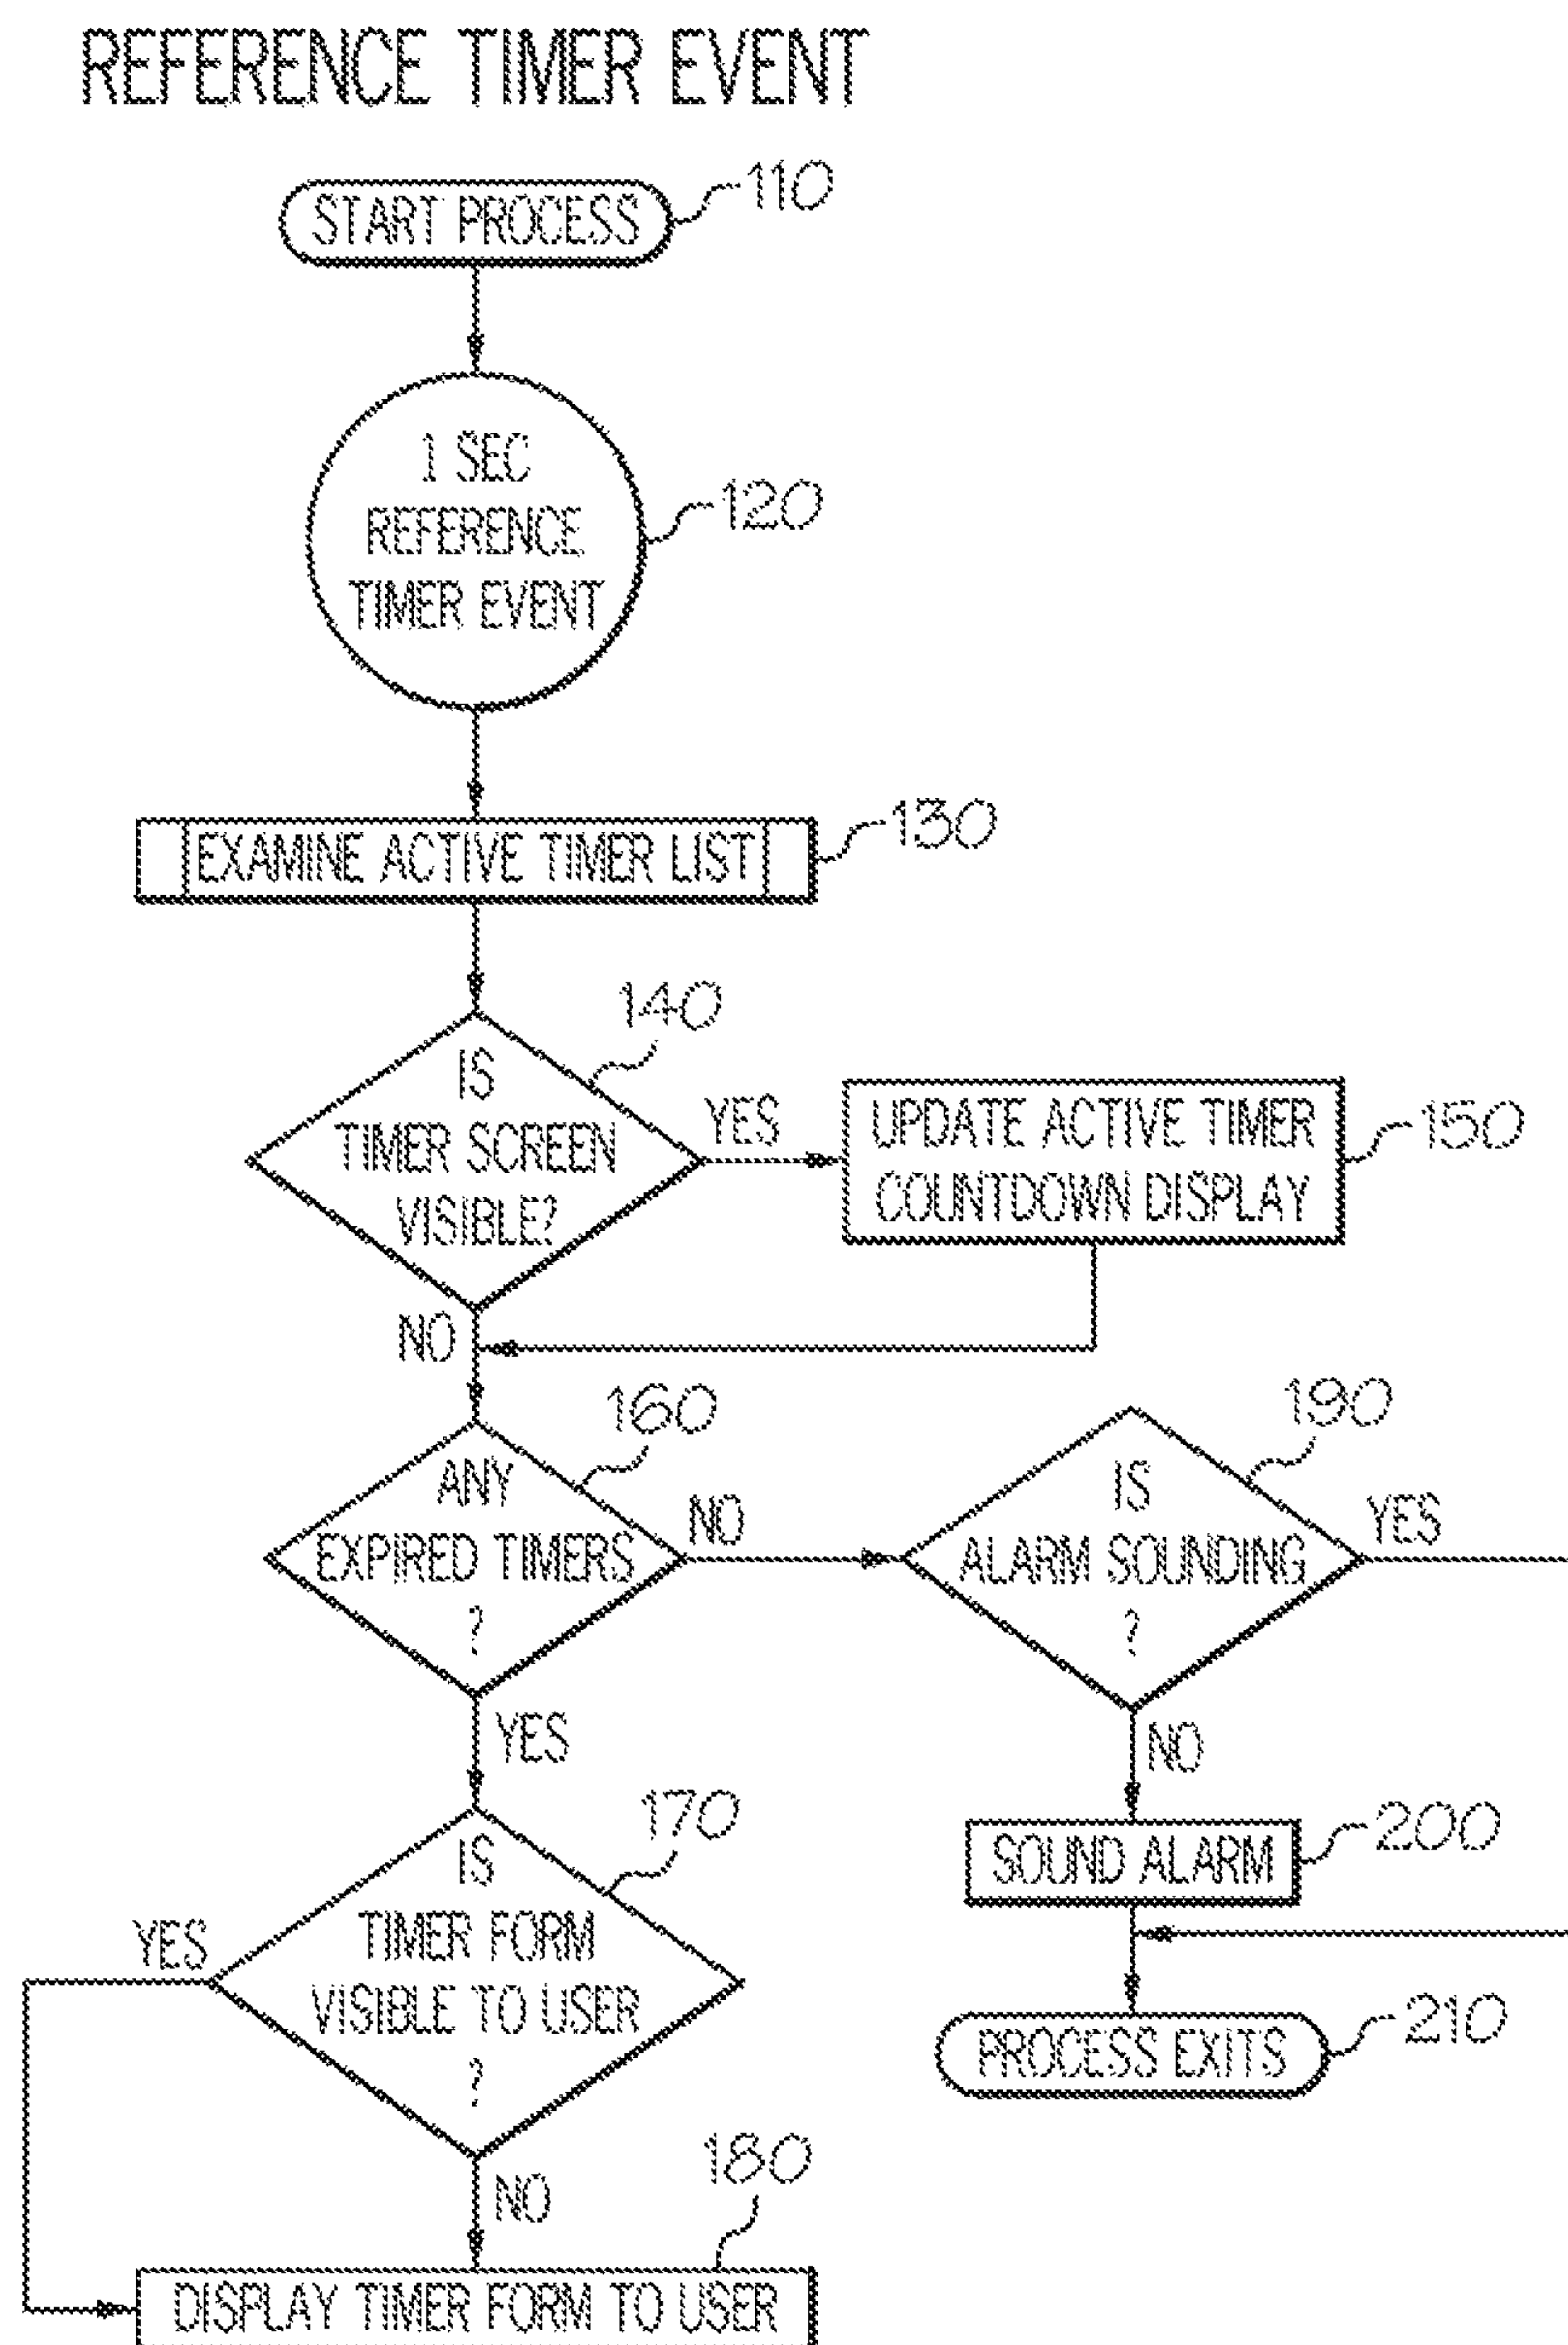 REFERENCE TIMER EVENT
START PROCESS
110
1 SEC
REFERENCE
TIMER EVENT
120
EXAMINE ACTIVE TIMER LIST
130
140
IS
TIMER SCREEN
VISIBLE?
YES
UPDATE ACTIVE TIMER
COUNTDOWN DISPLAY
150
NO
160
ANY
EXPIRED TIMERS
?
NO
190
IS
ALARM SOUNDING
?
YES
YES
NO
170
IS
TIMER FORM
VISIBLE TO USER
?
YES
SOUND ALARM
200
PROCESS EXITS
210
NO
180
DISPLAY TIMER FORM TO USER